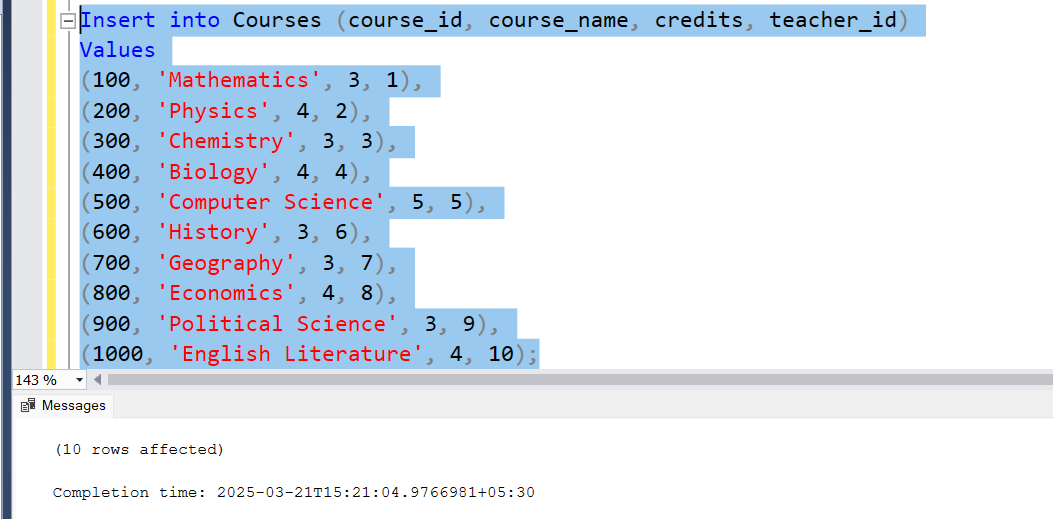 Insert into Courses (course_id, course_name, credits, teacher_id)
Values
(100, 'Mathematics', 3, 1),
(200, 'Physics', 4, 2),
(300, 'Chemistry', 3, 3),
(400, 'Biology', 4, 4),
(500, 'Computer Science', 5, 5),
(600, 'History', 3, 6),
(700, 'Geography', 3, 7),
(800, 'Economics', 4, 8),
(900, 'Political Science', 3, 9),
(1000, 'English Literature', 4, 10);
143 %
Messages
(10 rows affected)
Completion time: 2025-03-21T15:21:04.9766981+05:30